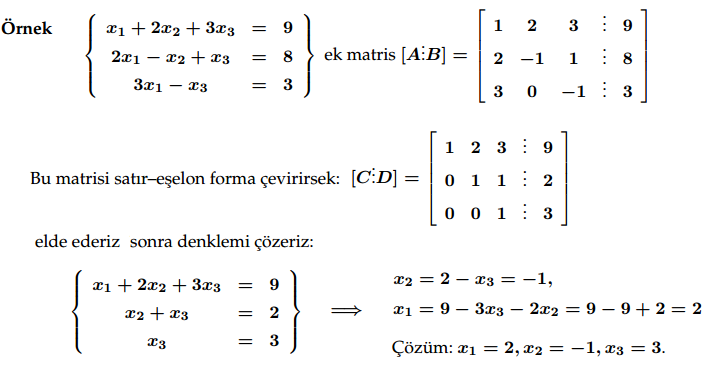 Örnek { x₁ + 2x₂ + 3x₃ = 9
2x₁ − x₂ + x₃ = 8
3x₁ − x₃ = 3 } ek matris [A⋮B] = [ 1 2 3 ⋮ 9
2 −1 1 ⋮ 8
3 0 −1 ⋮ 3 ]
Bu matrisi satır–eşelon forma çevirirsek: [C⋮D] = [ 1 2 3 ⋮ 9
0 1 1 ⋮ 2
0 0 1 ⋮ 3 ]
elde ederiz sonra denklemi çözeriz:
{ x₁ + 2x₂ + 3x₃ = 9
x₂ + x₃ = 2
x₃ = 3 } ⟹
x₂ = 2 − x₃ = −1,
x₁ = 9 − 3x₃ − 2x₂ = 9 − 9 + 2 = 2
Çözüm: x₁ = 2, x₂ = −1, x₃ = 3.